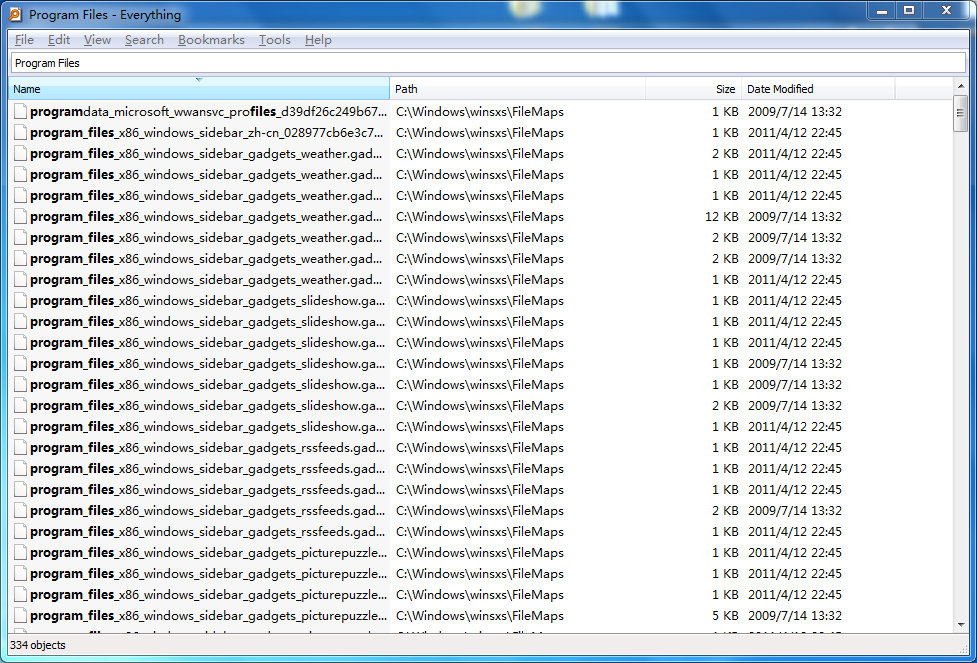 Program Files - Everything
File Edit View Search Bookmarks Tools Help
Program Files
Name Path Size Date Modified
programdata_microsoft_wwansvc_profiles_d39df26c249b67... C:\Windows\winsxs\FileMaps 1 KB 2009/7/14 13:32
program_files_x86_windows_sidebar_zh-cn_028977cb6e3c7... C:\Windows\winsxs\FileMaps 1 KB 2011/4/12 22:45
program_files_x86_windows_sidebar_gadgets_weather.gad... C:\Windows\winsxs\FileMaps 2 KB 2011/4/12 22:45
program_files_x86_windows_sidebar_gadgets_weather.gad... C:\Windows\winsxs\FileMaps 1 KB 2011/4/12 22:45
program_files_x86_windows_sidebar_gadgets_weather.gad... C:\Windows\winsxs\FileMaps 1 KB 2011/4/12 22:45
program_files_x86_windows_sidebar_gadgets_weather.gad... C:\Windows\winsxs\FileMaps 12 KB 2009/7/14 13:32
program_files_x86_windows_sidebar_gadgets_weather.gad... C:\Windows\winsxs\FileMaps 2 KB 2009/7/14 13:32
program_files_x86_windows_sidebar_gadgets_weather.gad... C:\Windows\winsxs\FileMaps 2 KB 2009/7/14 13:32
program_files_x86_windows_sidebar_gadgets_weather.gad... C:\Windows\winsxs\FileMaps 1 KB 2011/4/12 22:45
program_files_x86_windows_sidebar_gadgets_slideshow.ga... C:\Windows\winsxs\FileMaps 1 KB 2011/4/12 22:45
program_files_x86_windows_sidebar_gadgets_slideshow.ga... C:\Windows\winsxs\FileMaps 1 KB 2011/4/12 22:45
program_files_x86_windows_sidebar_gadgets_slideshow.ga... C:\Windows\winsxs\FileMaps 1 KB 2011/4/12 22:45
program_files_x86_windows_sidebar_gadgets_slideshow.ga... C:\Windows\winsxs\FileMaps 1 KB 2009/7/14 13:32
program_files_x86_windows_sidebar_gadgets_slideshow.ga... C:\Windows\winsxs\FileMaps 1 KB 2009/7/14 13:32
program_files_x86_windows_sidebar_gadgets_slideshow.ga... C:\Windows\winsxs\FileMaps 2 KB 2009/7/14 13:32
program_files_x86_windows_sidebar_gadgets_slideshow.ga... C:\Windows\winsxs\FileMaps 1 KB 2011/4/12 22:45
program_files_x86_windows_sidebar_gadgets_rssfeeds.gad... C:\Windows\winsxs\FileMaps 1 KB 2011/4/12 22:45
program_files_x86_windows_sidebar_gadgets_rssfeeds.gad... C:\Windows\winsxs\FileMaps 1 KB 2011/4/12 22:45
program_files_x86_windows_sidebar_gadgets_rssfeeds.gad... C:\Windows\winsxs\FileMaps 1 KB 2011/4/12 22:45
program_files_x86_windows_sidebar_gadgets_rssfeeds.gad... C:\Windows\winsxs\FileMaps 2 KB 2009/7/14 13:32
program_files_x86_windows_sidebar_gadgets_rssfeeds.gad... C:\Windows\winsxs\FileMaps 1 KB 2011/4/12 22:45
program_files_x86_windows_sidebar_gadgets_picturepuzzle... C:\Windows\winsxs\FileMaps 1 KB 2011/4/12 22:45
program_files_x86_windows_sidebar_gadgets_picturepuzzle... C:\Windows\winsxs\FileMaps 1 KB 2011/4/12 22:45
program_files_x86_windows_sidebar_gadgets_picturepuzzle... C:\Windows\winsxs\FileMaps 1 KB 2011/4/12 22:45
program_files_x86_windows_sidebar_gadgets_picturepuzzle... C:\Windows\winsxs\FileMaps 5 KB 2009/7/14 13:32
334 objects